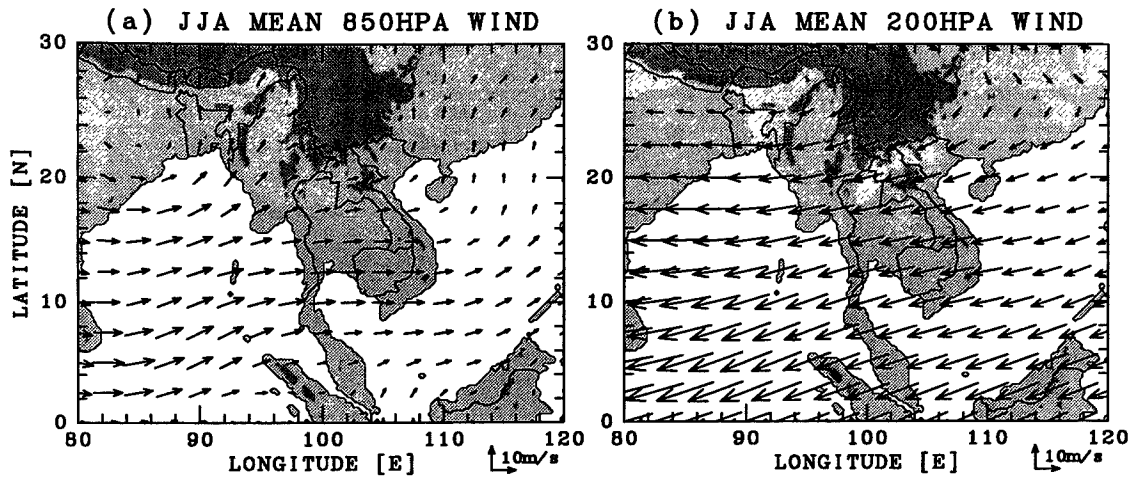 (a) JJA MEAN 850HPA WIND
30
20
10
0
LATITUDE [N]
80 90 100 110 120
LONGITUDE [E]
10m/s
(b) JJA MEAN 200HPA WIND
30
20
10
0
80 90 100 110 120
LONGITUDE [E]
10m/s